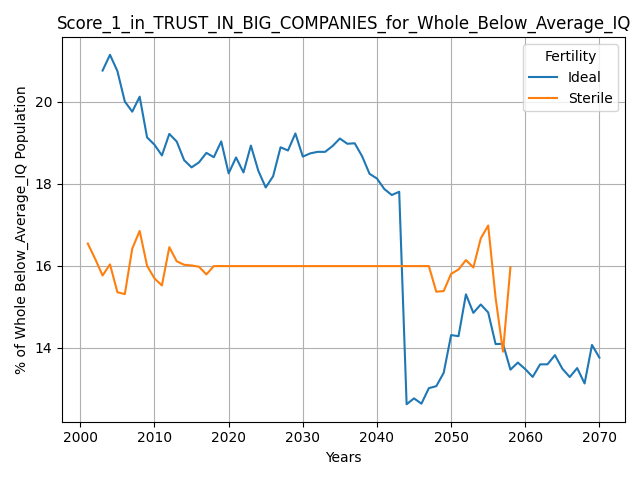 Score_1_in_TRUST_IN_BIG_COMPANIES_for_Whole_Below_Average_IQ
Fertility
Ideal
Sterile
% of Whole Below_Average_IQ Population
20
18
16
14
2000 2010 2020 2030 2040 2050 2060 2070
Years